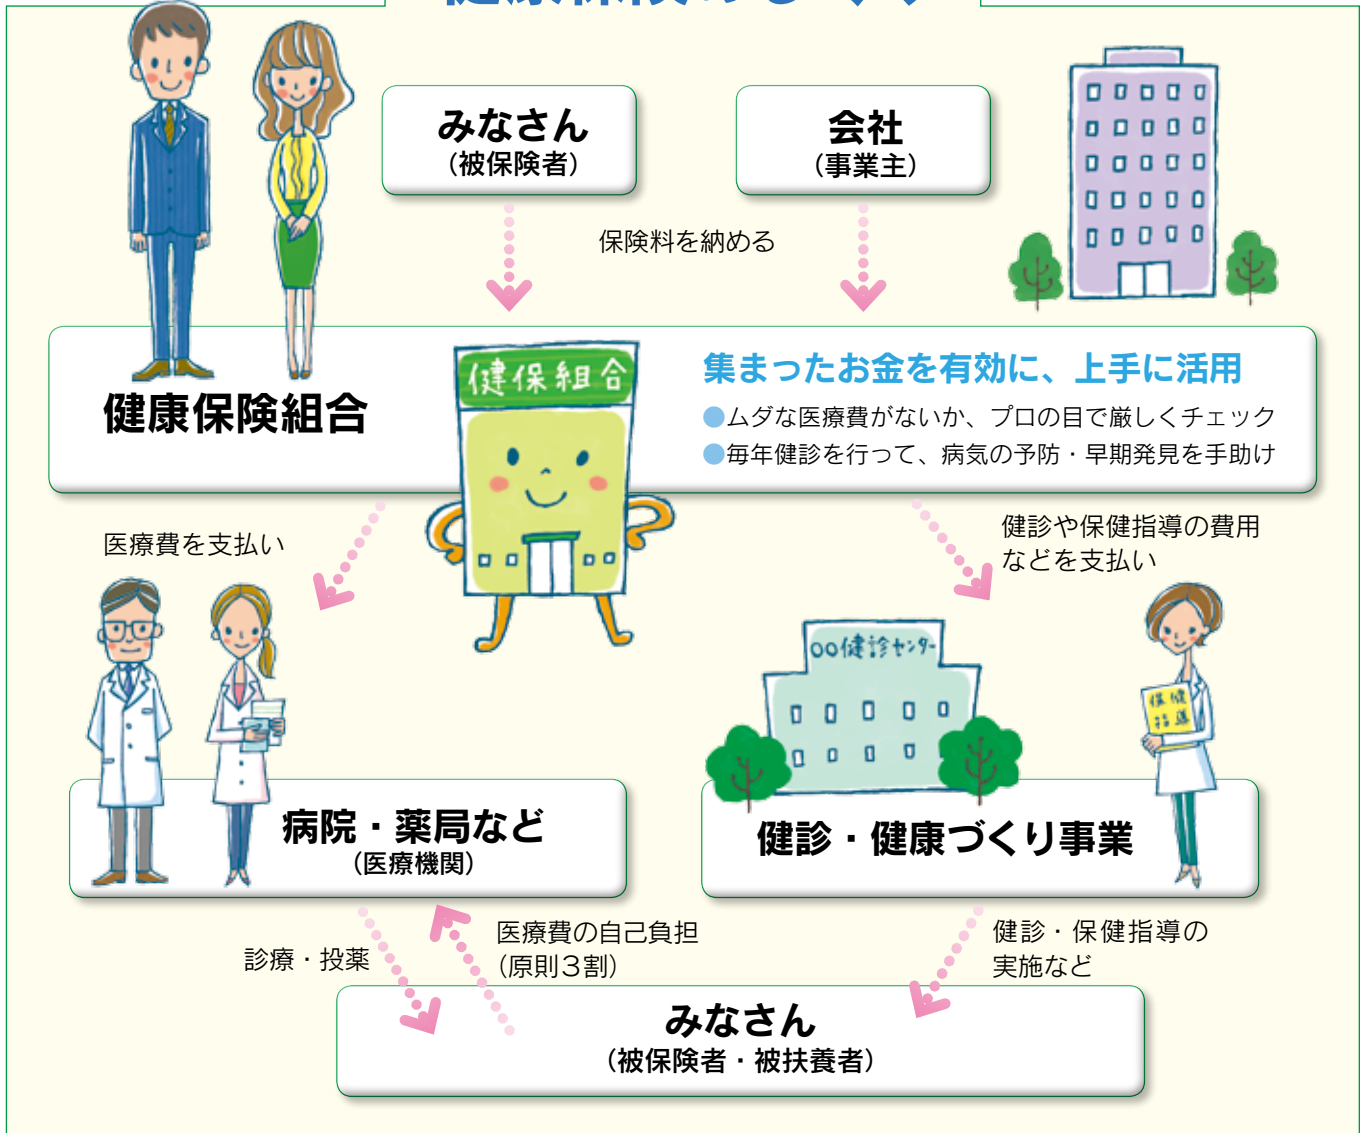 みなさん
(被保険者)
会社
(事業主)
保険料を納める
健保組合
集まったお金を有効に、上手に活用
健康保険組合
●ムダな医療費がないか、プロの目で厳しくチェック
●毎年健診を行って、病気の予防・早期発見を手助け
医療費を支払い
健診や保健指導の費用
などを支払い
○○健診センター
保健
指導
病院・薬局など
(医療機関)
健診・健康づくり事業
診療・投薬
医療費の自己負担
(原則3割)
健診・保健指導の
実施など
みなさん
(被保険者・被扶養者)